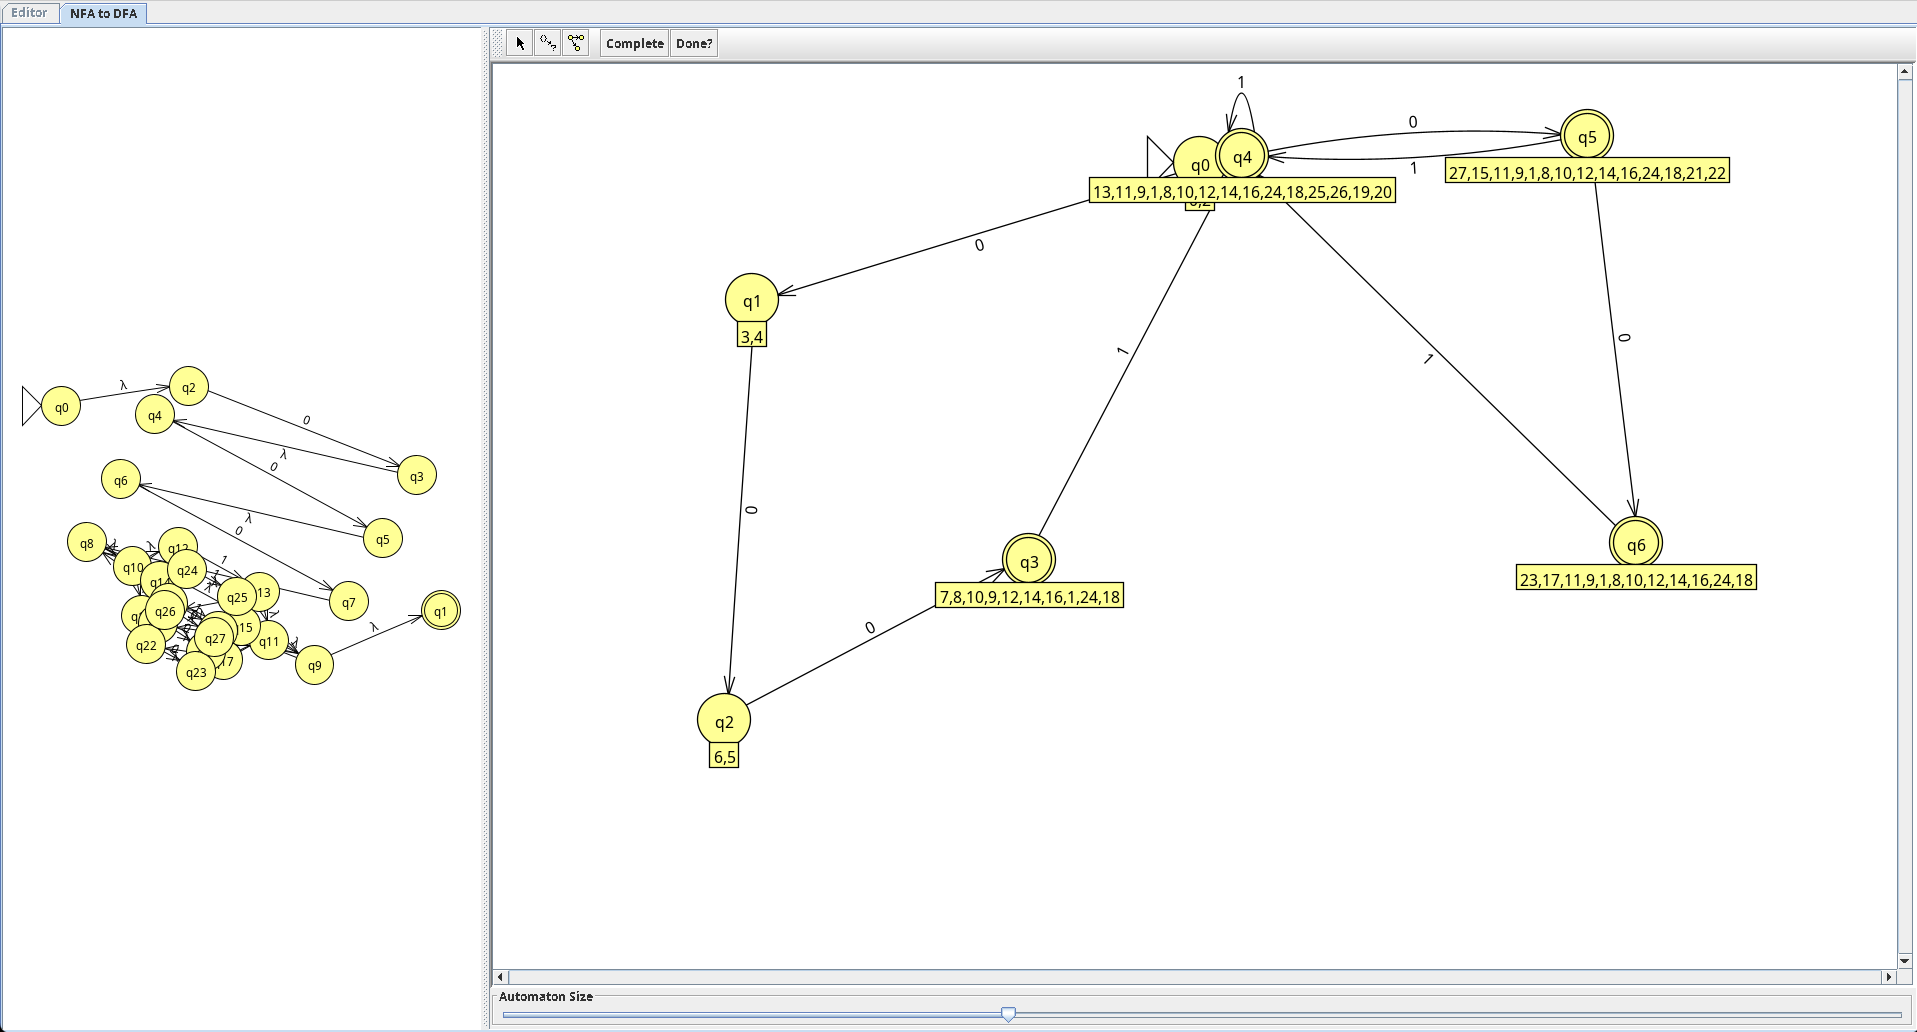 Editor
NFA to DFA
Complete
Done?
q0
λ
q2
q4
0
λ
0
q3
q6
λ
0
q5
q8
λ
λ
q12
1
q10
q14
q24
q25
13
q7
q26
q1
λ
q22
q27
15
q11
λ
q9
q23
17
1
q0
q4
0
1
q5
13,11,9,1,8,10,12,14,16,24,18,25,26,19,20
27,15,11,9,1,8,10,12,14,16,24,18,21,22
0
q1
3,4
1
1
0
0
q3
7,8,10,9,12,14,16,1,24,18
q6
23,17,11,9,1,8,10,12,14,16,24,18
0
q2
6,5
Automaton Size